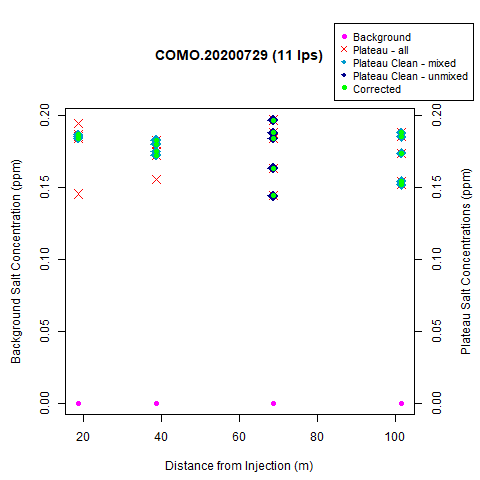 COMO.20200729 (11 lps)
Background
Plateau - all
Plateau Clean - mixed
Plateau Clean - unmixed
Corrected
Background Salt Concentration (ppm)
0.20
0.15
0.10
0.05
0.00
Plateau Salt Concentrations (ppm)
0.20
0.15
0.10
0.05
0.00
20 40 60 80 100
Distance from Injection (m)